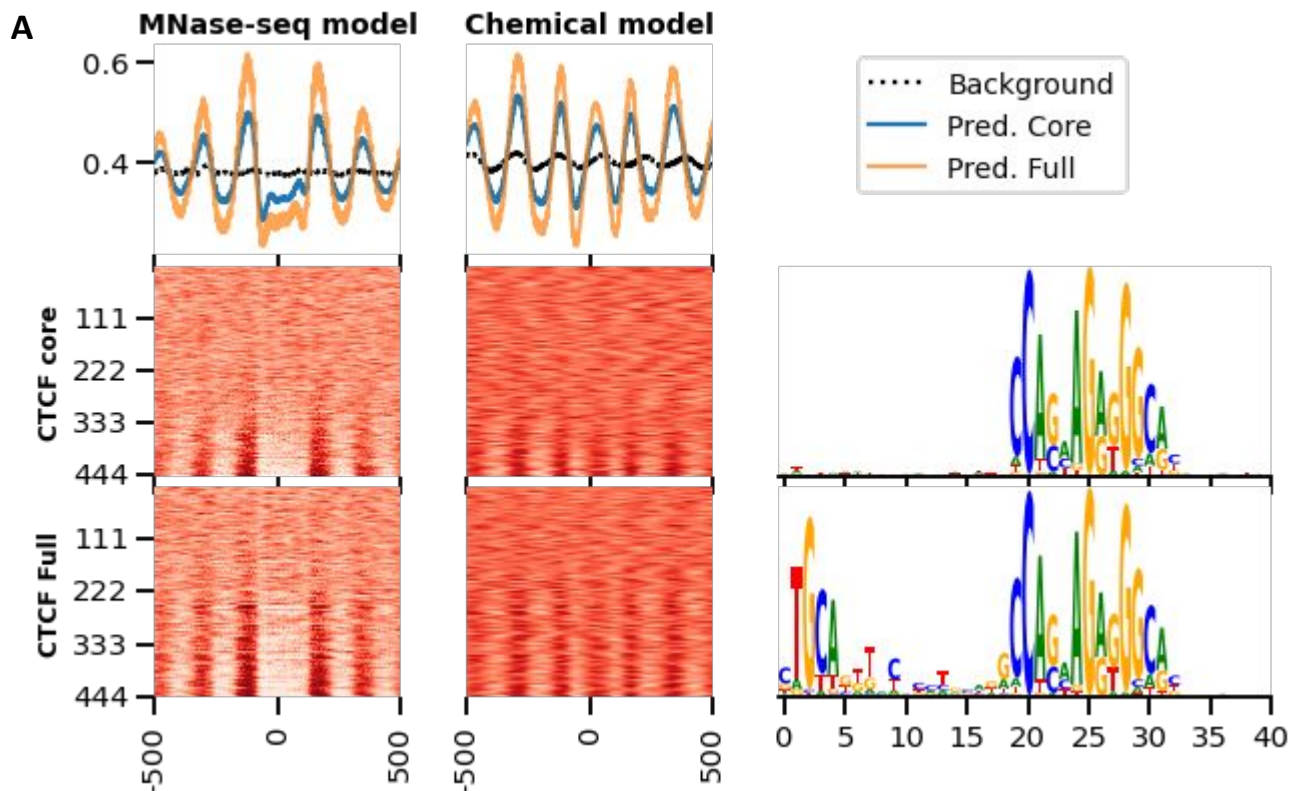 A
MNase-seq model
Chemical model
0.6
0.4
Background
Pred. Core
Pred. Full
CTCF core
111
222
333
444
CTCF Full
111
222
333
444
-500
0
500
-500
0
500
0 5 10 15 20 25 30 35 40